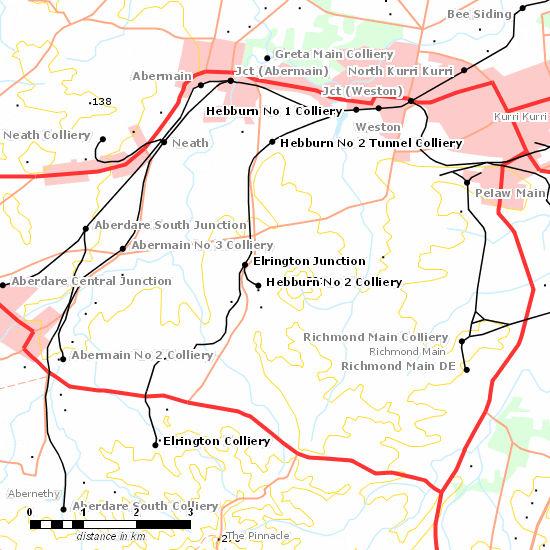 Bee Siding
Greta Main Colliery
Abermain
Jct (Abermain)
North Kurri Kurri
Jct (Weston)
.138
Hebburn No 1 Colliery
Kurri Kurri
Weston
Neath Colliery
Neath
Hebburn No 2 Tunnel Colliery
Pelaw Main
Aberdare South Junction
Abermain No 3 Colliery
Elrington Junction
Aberdare Central Junction
Hebburn No 2 Colliery
Richmond Main Colliery
Richmond Main
Abermain No 2 Colliery
Richmond Main DE
Elrington Colliery
Abernethy
Aberdare South Colliery
0 1 2 3
distance in km
The Pinnacle